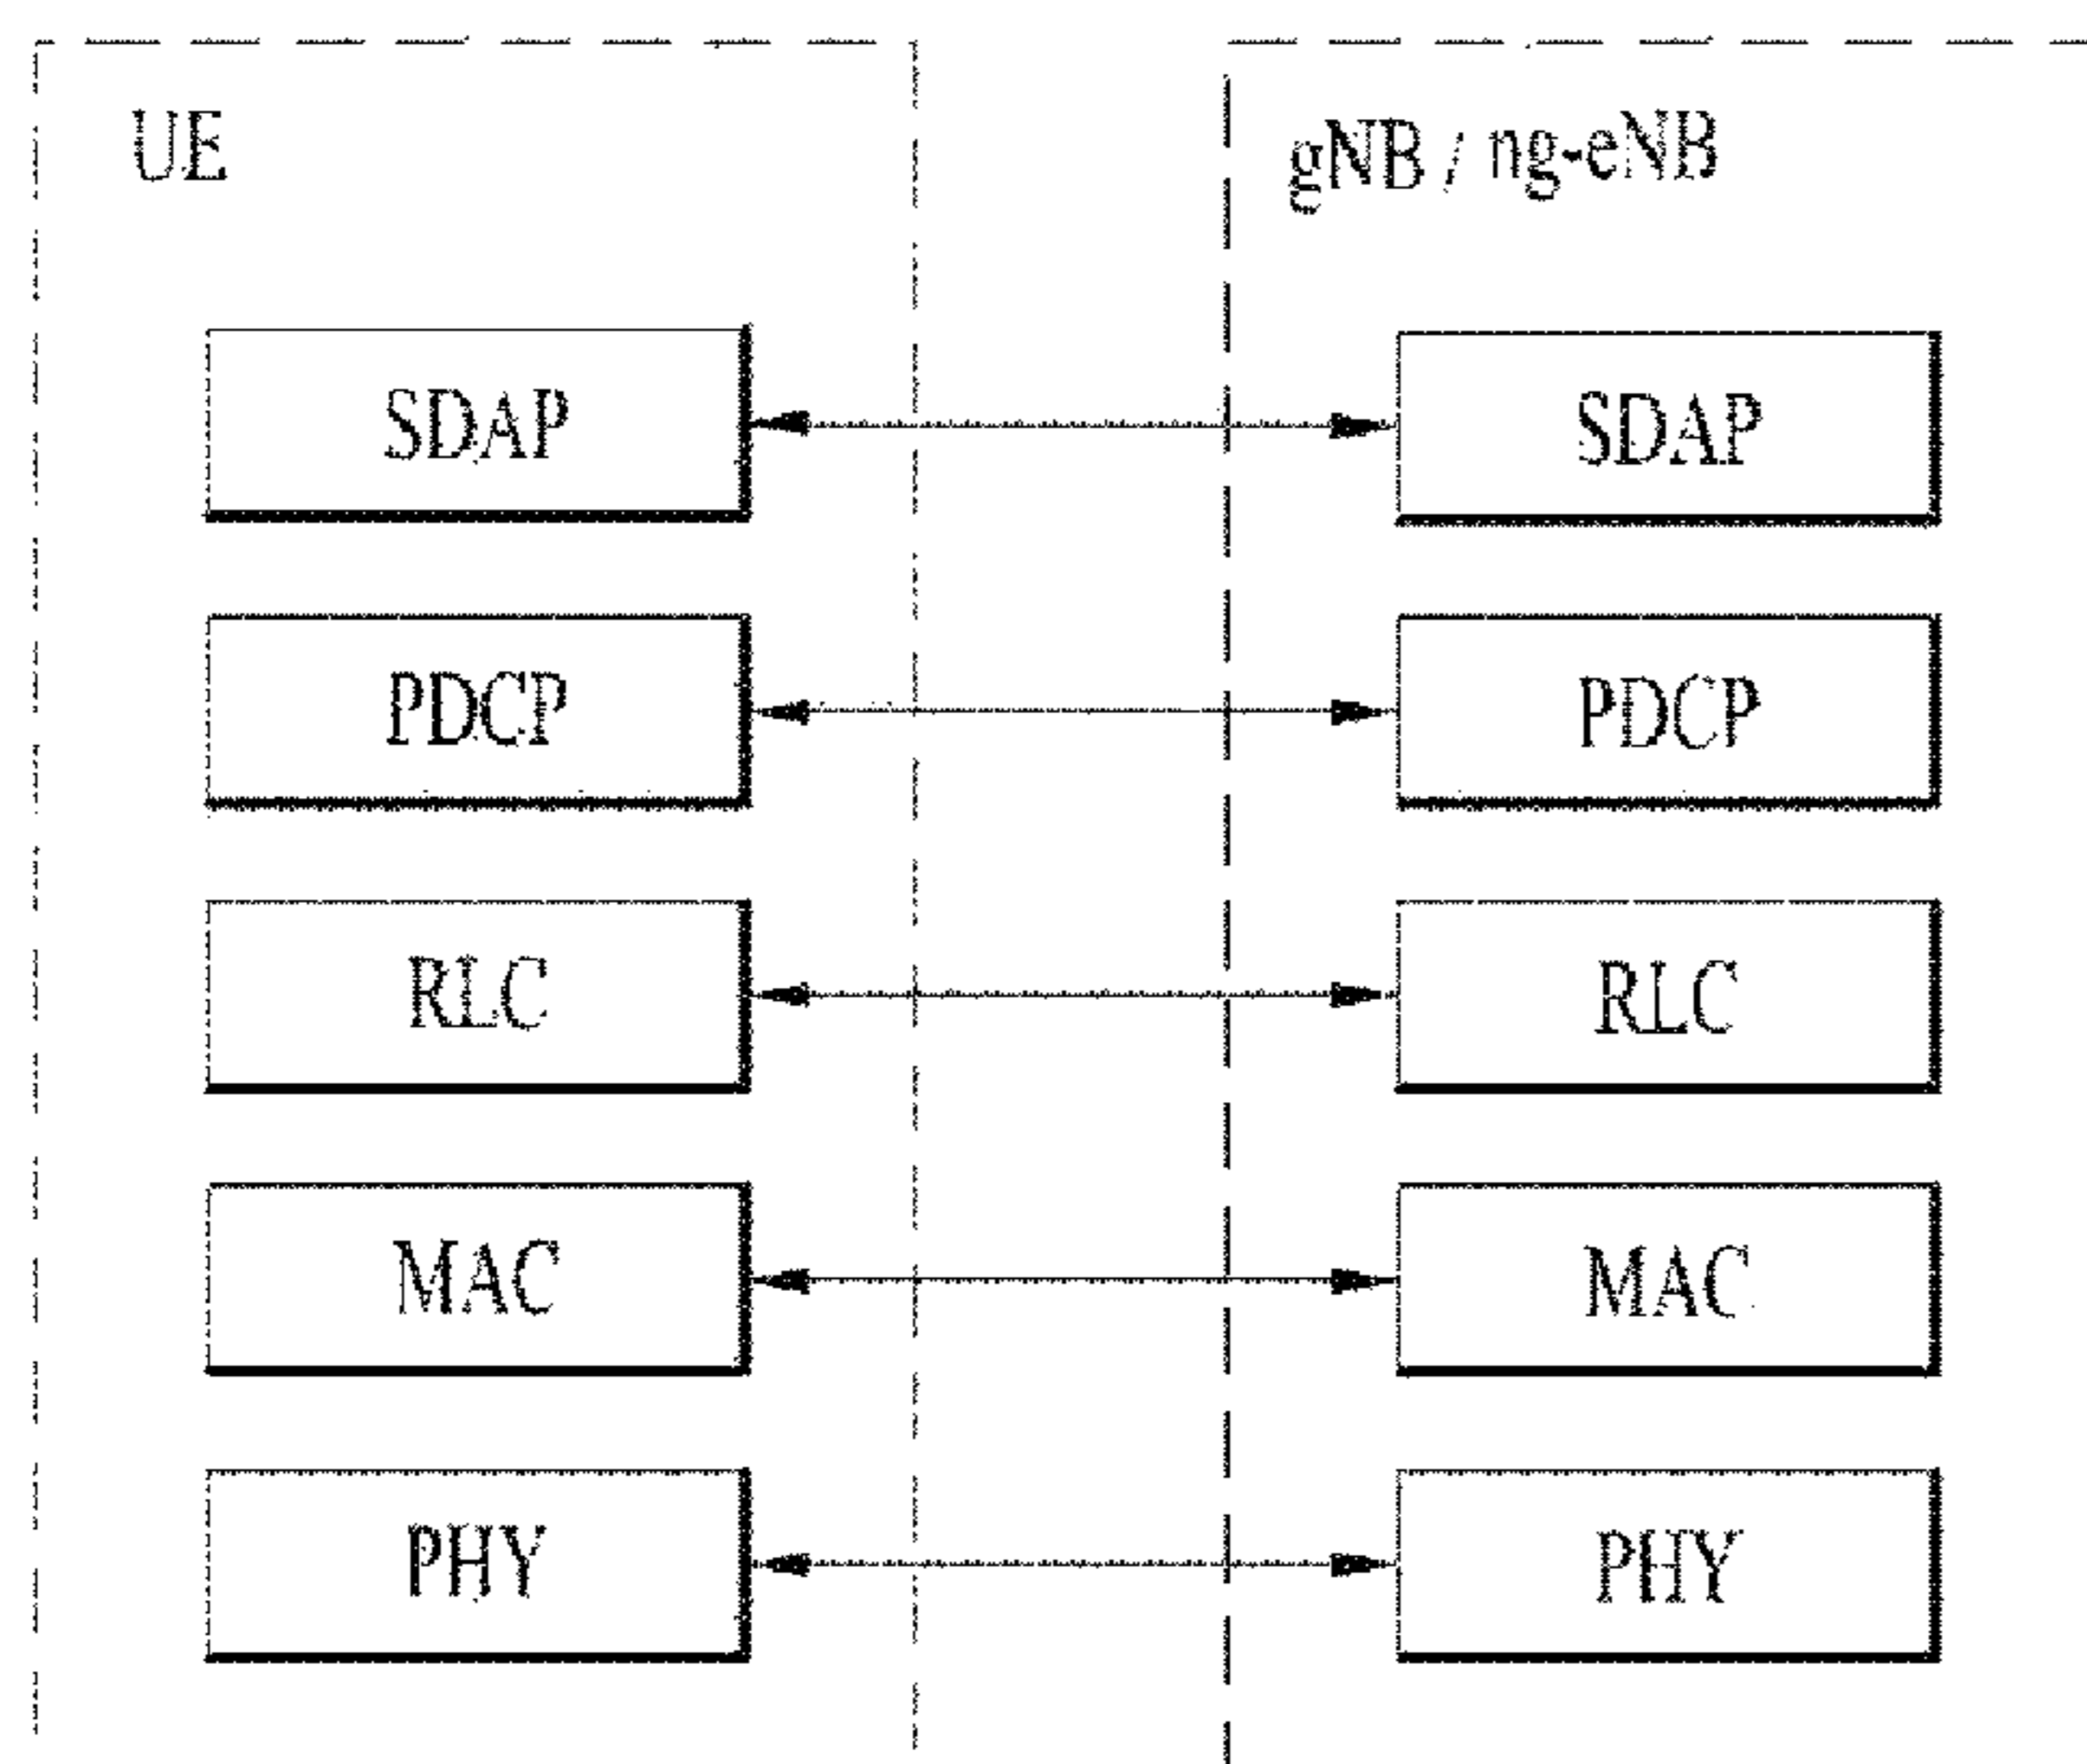 UE
gNB / ng-eNB
SDAP
SDAP
PDCP
PDCP
RLC
RLC
MAC
MAC
PHY
PHY